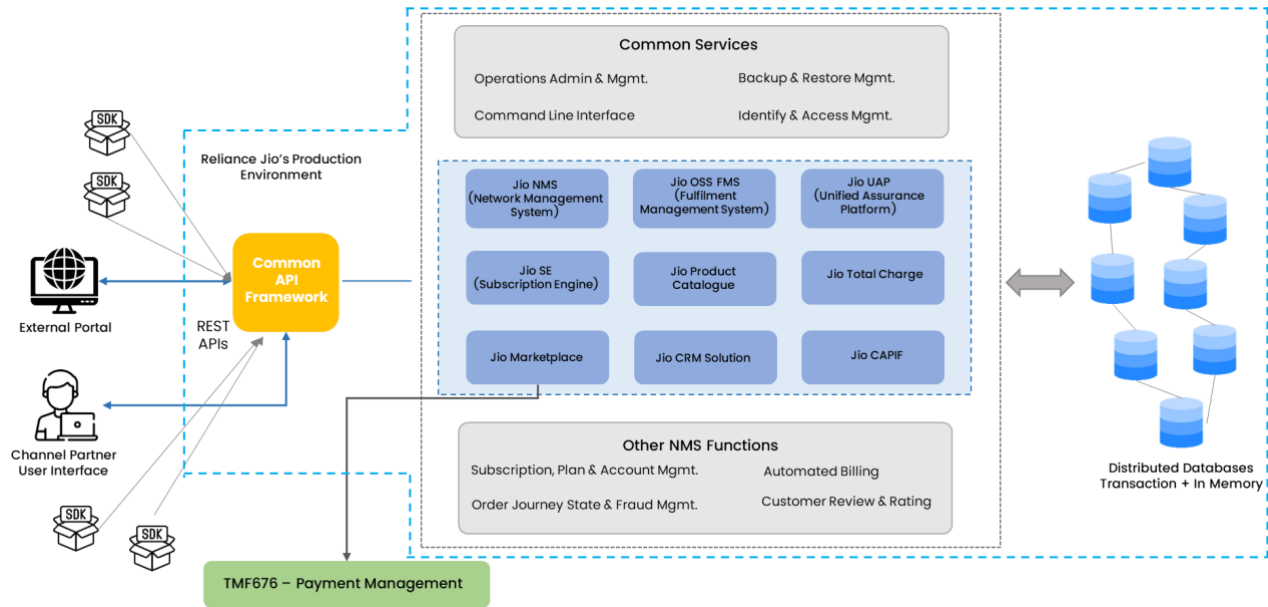 Common Services
Operations Admin & Mgmt.
Backup & Restore Mgmt.
Command Line Interface
Identify & Access Mgmt.
SDK
SDK
Reliance Jio's Production
Environment
Jio NMS
(Network Management
System)
Jio OSS FMS
(Fulfilment
Management System)
Jio UAP
(Unified Assurance
Platform)
Common
API
Framework
Jio SE
(Subscription Engine)
Jio Product
Catalogue
Jio Total Charge
External Portal
REST
APIs
Jio Marketplace
Jio CRM Solution
Jio CAPIF
Channel Partner
User Interface
Other NMS Functions
Subscription, Plan & Account Mgmt.
Automated Billing
Order Journey State & Fraud Mgmt.
Customer Review & Rating
Distributed Databases
Transaction + In Memory
SDK
SDK
TMF676 – Payment Management